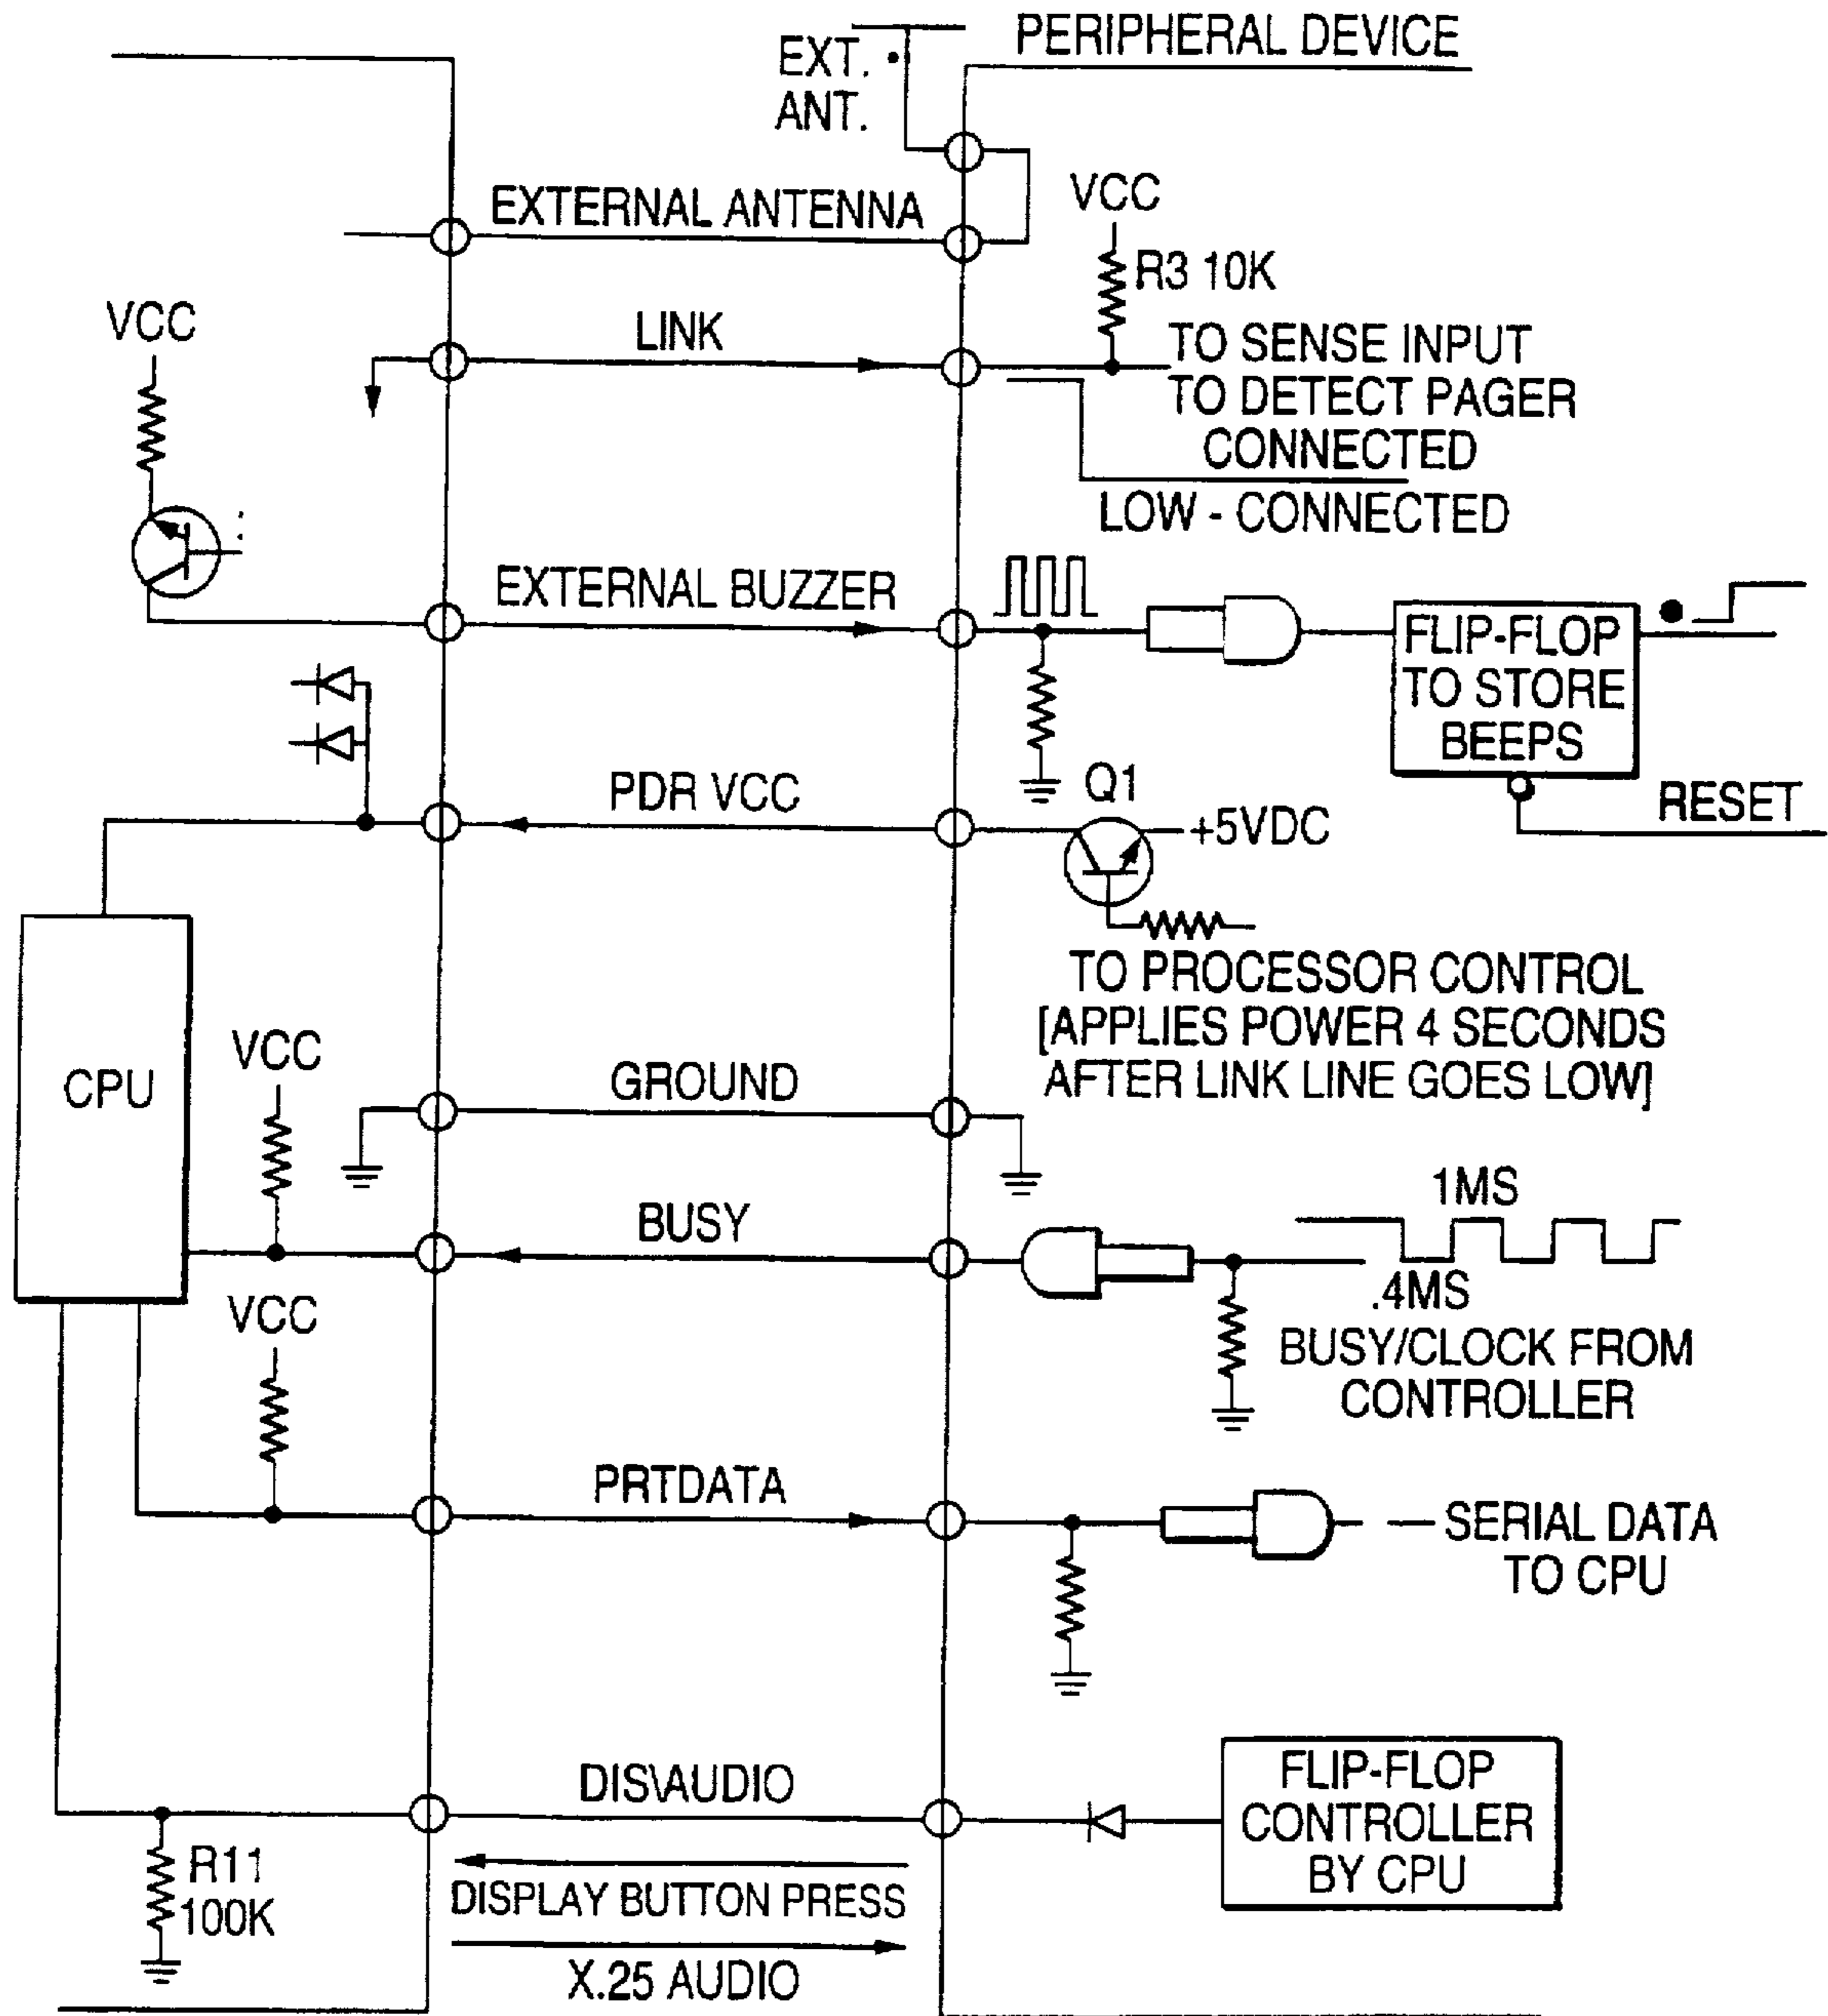 PERIPHERAL DEVICE
EXT.
ANT.
EXTERNAL ANTENNA
VCC
R3 10K
VCC
LINK
TO SENSE INPUT
TO DETECT PAGER
CONNECTED
LOW - CONNECTED
EXTERNAL BUZZER
FLIP-FLOP
TO STORE
BEEPS
RESET
PDR VCC
Q1
+5VDC
TO PROCESSOR CONTROL
[APPLIES POWER 4 SECONDS
AFTER LINK LINE GOES LOW]
CPU
VCC
GROUND
BUSY
1MS
.4MS
BUSY/CLOCK FROM
CONTROLLER
VCC
PRTDATA
SERIAL DATA
TO CPU
DIS\AUDIO
FLIP-FLOP
CONTROLLER
BY CPU
R11
100K
DISPLAY BUTTON PRESS
X.25 AUDIO